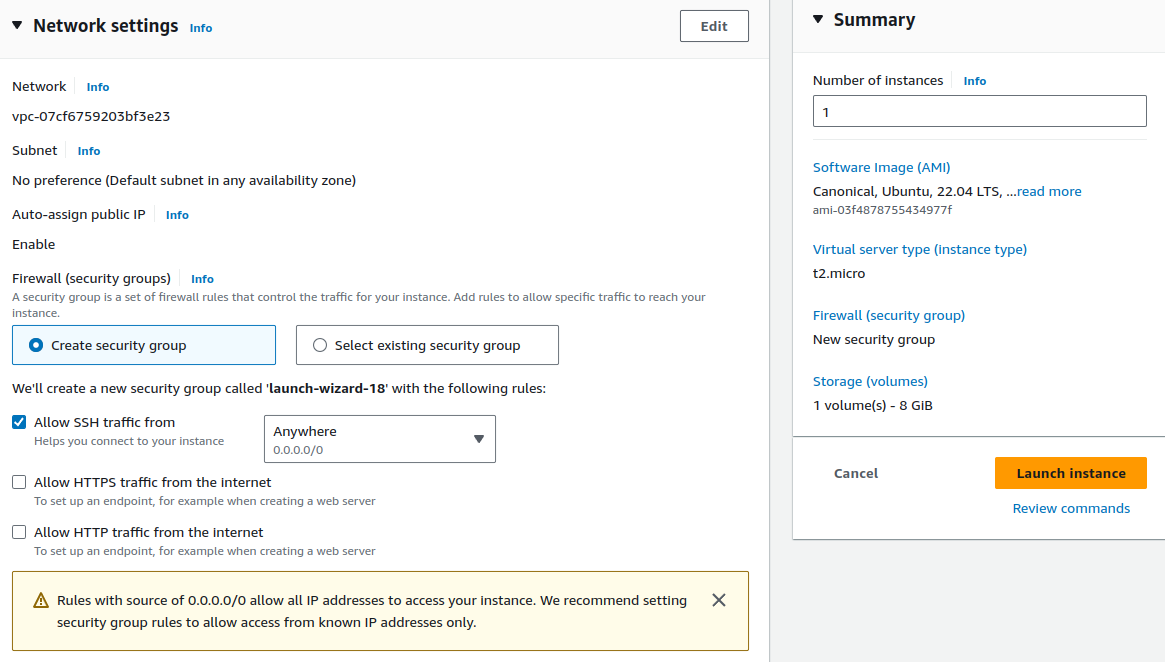 Network settings Info
Edit
Network Info
vpc-07cf6759203bf3e23
Subnet Info
No preference (Default subnet in any availability zone)
Auto-assign public IP Info
Enable
Firewall (security groups) Info
A security group is a set of firewall rules that control the traffic for your instance. Add rules to allow specific traffic to reach your
instance.
Create security group
Select existing security group
We'll create a new security group called 'launch-wizard-18' with the following rules:
Allow SSH traffic from
Helps you connect to your instance
Anywhere
0.0.0.0/0
Allow HTTPS traffic from the internet
To set up an endpoint, for example when creating a web server
Allow HTTP traffic from the internet
To set up an endpoint, for example when creating a web server
Rules with source of 0.0.0.0/0 allow all IP addresses to access your instance. We recommend setting
security group rules to allow access from known IP addresses only.
Summary
Number of instances Info
1
Software Image (AMI)
Canonical, Ubuntu, 22.04 LTS, ...read more
ami-03f4878755434977f
Virtual server type (instance type)
t2.micro
Firewall (security group)
New security group
Storage (volumes)
1 volume(s) - 8 GiB
Cancel
Launch instance
Review commands